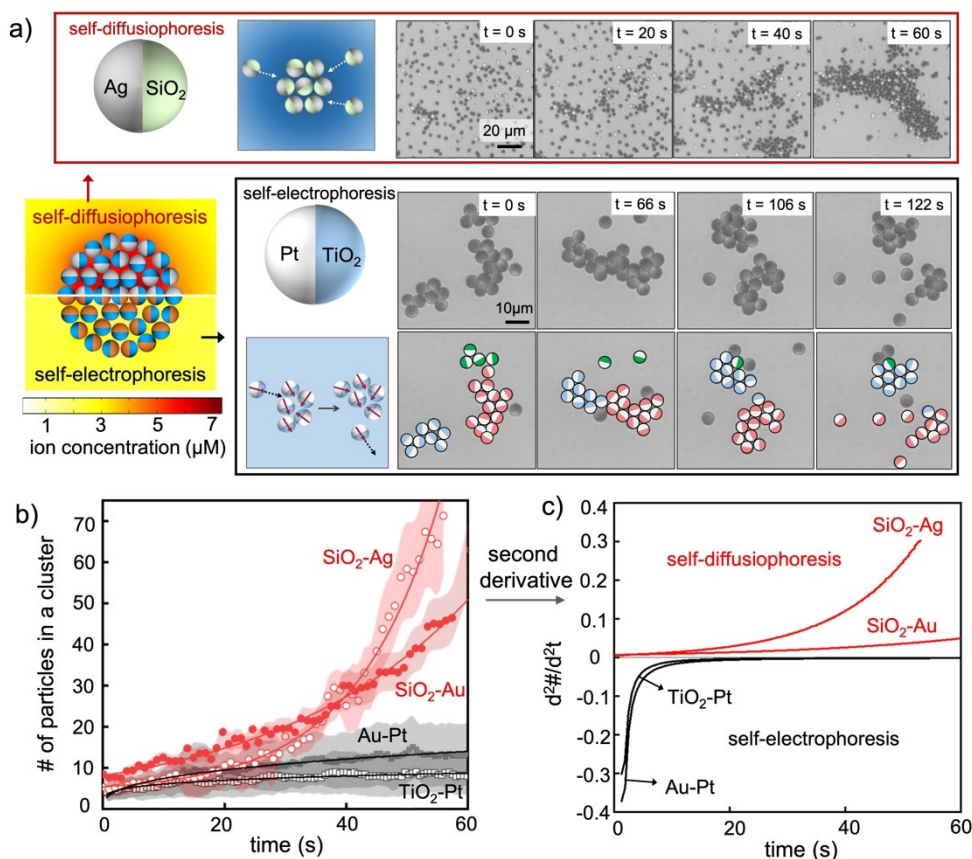 a)
self-diffusiophoresis
Ag
SiO₂
t = 0 s
t = 20 s
t = 40 s
t = 60 s
20 µm
self-diffusiophoresis
self-electrophoresis
1 3 5 7
ion concentration (µM)
self-electrophoresis
Pt
TiO₂
t = 0 s
t = 66 s
t = 106 s
t = 122 s
10µm
b)
# of particles in a cluster
70
60
50
40
30
20
10
0
0 20 40 60
time (s)
SiO₂-Ag
SiO₂-Au
Au-Pt
TiO₂-Pt
second
derivative
c)
d²#/d²t
0.4
0.3
0.2
0.1
0
-0.1
-0.2
-0.3
-0.4
0 20 40 60
time (s)
SiO₂-Ag
self-diffusiophoresis
SiO₂-Au
TiO₂-Pt
self-electrophoresis
Au-Pt